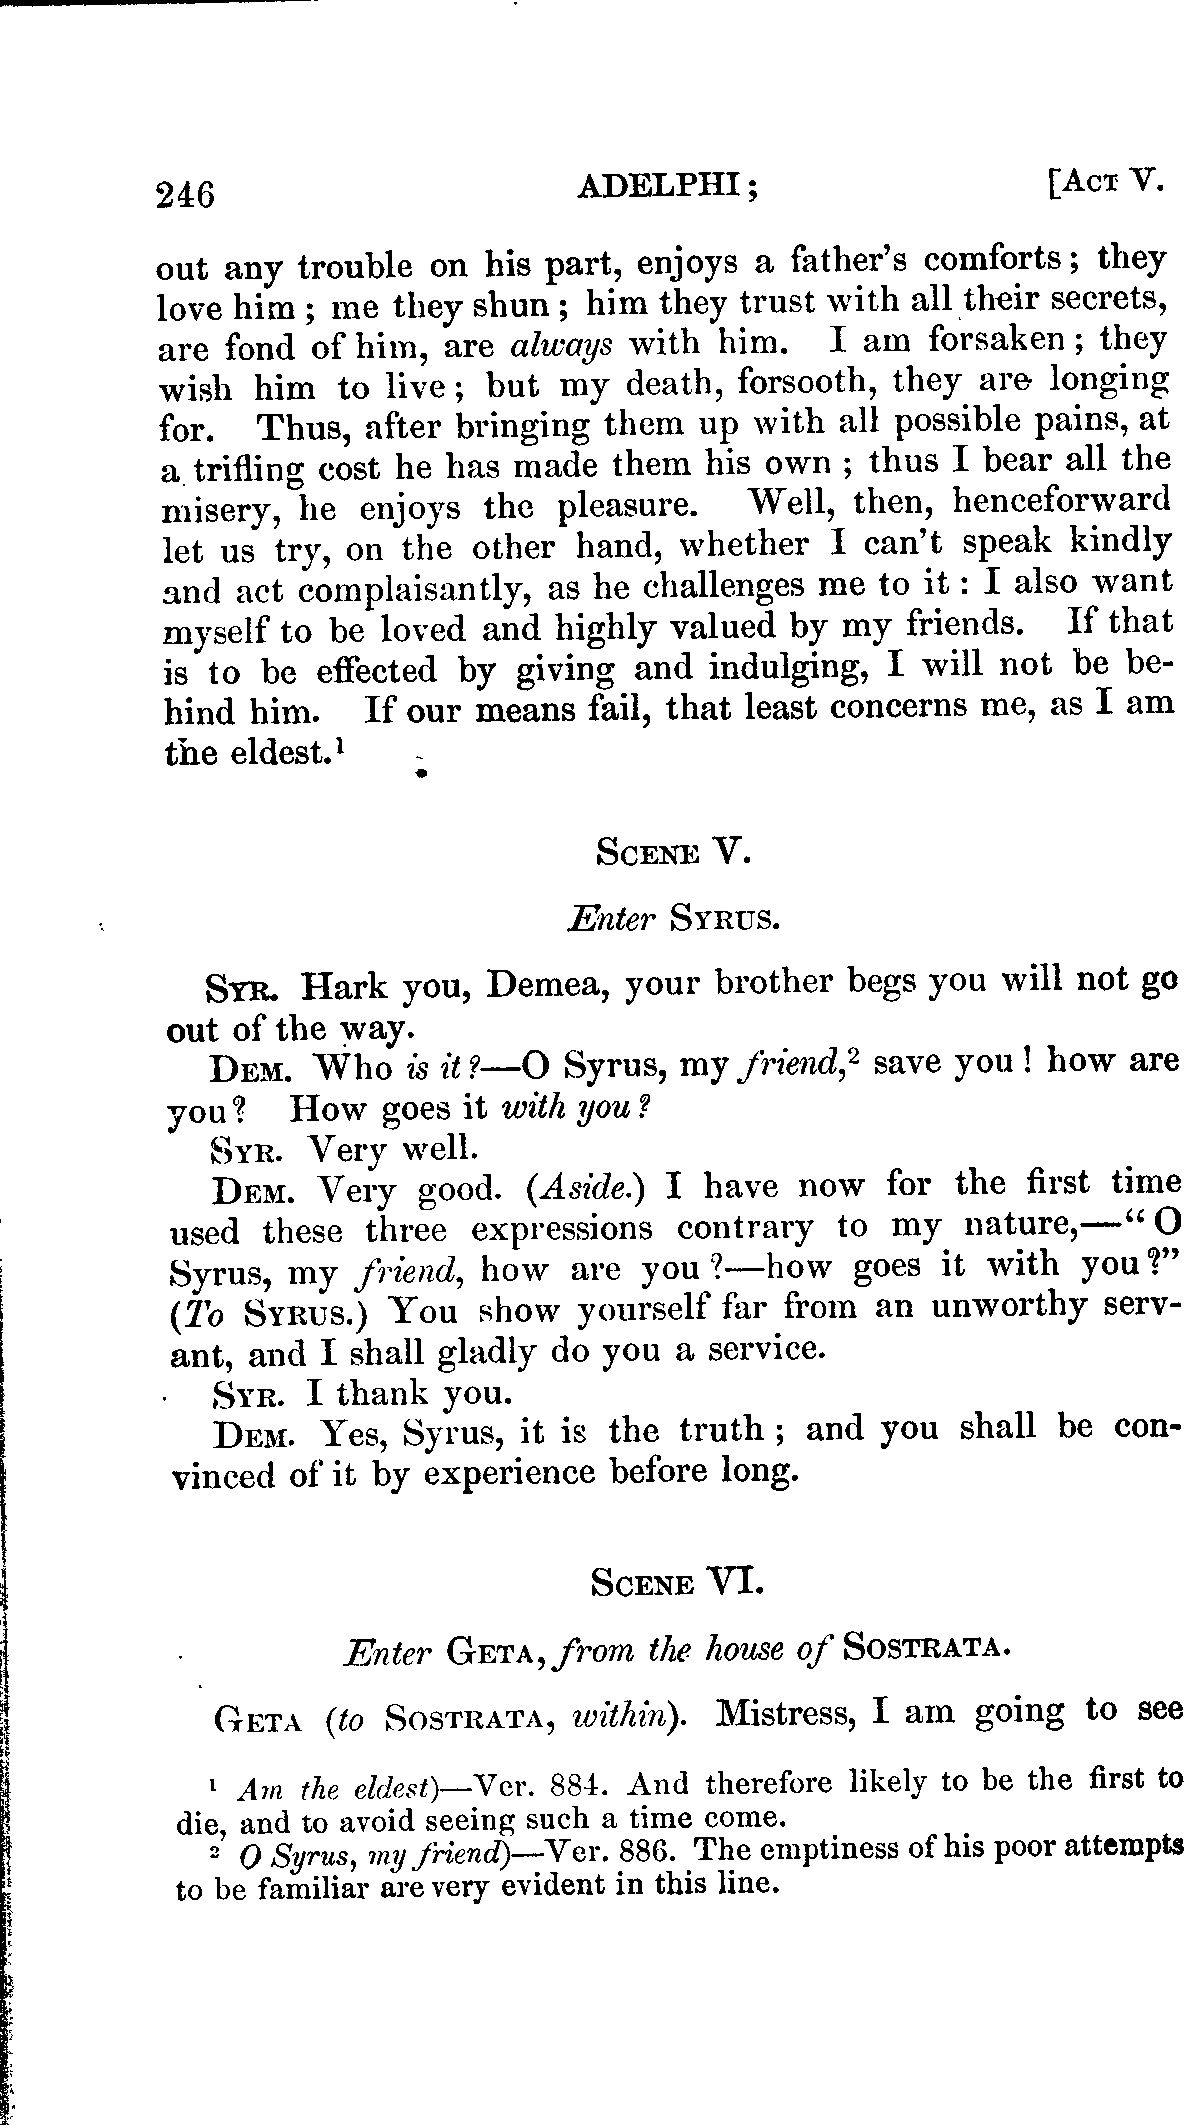 246 ADELPHI; [ACT V.
out any trouble on his part, enjoys a father's comforts; they
love him; me they shun; him they trust with all their secrets,
are fond of him, are always with him. I am forsaken; they
wish him to live; but my death, forsooth, they are longing
for. Thus, after bringing them up with all possible pains, at
a trifling cost he has made them his own; thus I bear all the
misery, he enjoys the pleasure. Well, then, henceforward
let us try, on the other hand, whether I can't speak kindly
and act complaisantly, as he challenges me to it: I also want
myself to be loved and highly valued by my friends. If that
is to be effected by giving and indulging, I will not be be-
hind him. If our means fail, that least concerns me, as I am
the eldest.¹
SCENE V.
Enter SYRUS.
SYR. Hark you, Demea, your brother begs you will not go
out of the way.
DEM. Who is it?—O Syrus, my friend,² save you! how are
you? How goes it with you?
SYR. Very well.
DEM. Very good. (Aside.) I have now for the first time
used these three expressions contrary to my nature,—"O
Syrus, my friend, how are you?—how goes it with you?"
(To SYRUS.) You show yourself far from an unworthy serv-
ant, and I shall gladly do you a service.
SYR. I thank you.
DEM. Yes, Syrus, it is the truth; and you shall be con-
vinced of it by experience before long.
SCENE VI.
Enter GETA, from the house of SOSTRATA.
GETA (to SOSTRATA, within). Mistress, I am going to see
¹ Am the eldest)—Ver. 884. And therefore likely to be the first to
die, and to avoid seeing such a time come.
² O Syrus, my friend)—Ver. 886. The emptiness of his poor attempts
to be familiar are very evident in this line.